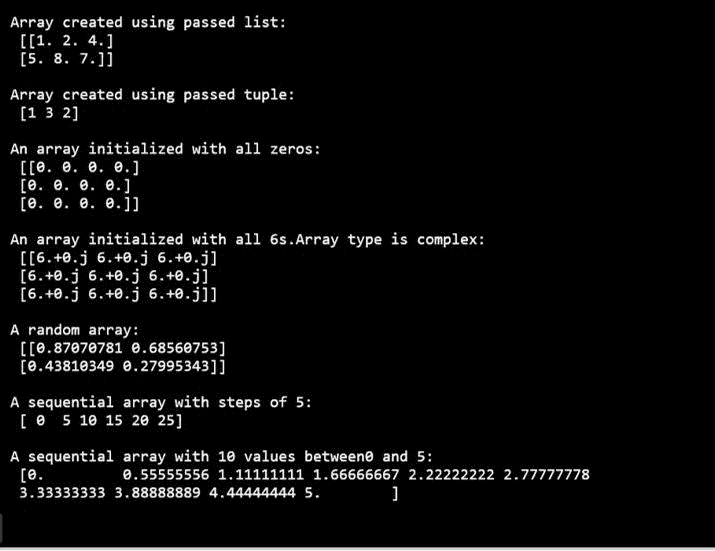 Array created using passed list:
[[1. 2. 4.]
[5. 8. 7.]]
Array created using passed tuple:
[1 3 2]
An array initialized with all zeros:
[[0. 0. 0. 0.]
[0. 0. 0. 0.]
[0. 0. 0. 0.]]
An array initialized with all 6s.Array type is complex:
[[6.+0.j 6.+0.j 6.+0.j]
[6.+0.j 6.+0.j 6.+0.j]
[6.+0.j 6.+0.j 6.+0.j]]
A random array:
[[0.87070781 0.68560753]
[0.43810349 0.27995343]]
A sequential array with steps of 5:
[ 0  5 10 15 20 25]
A sequential array with 10 values between0 and 5:
[0.         0.55555556 1.11111111 1.66666667 2.22222222 2.77777778
3.33333333 3.88888889 4.44444444 5.        ]